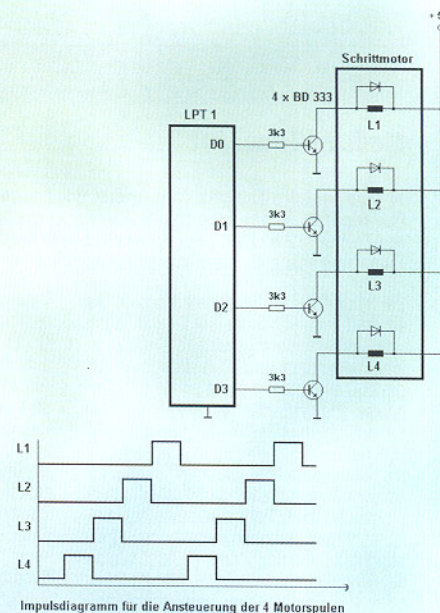 Schrittmotor
4 x BD 333
LPT 1
L1
D0
3k3
L2
D1
3k3
L3
D2
3k3
L4
D3
3k3
L1
L2
L3
L4
Impulsdiagramm für die Ansteuerung der 4 Motorspulen